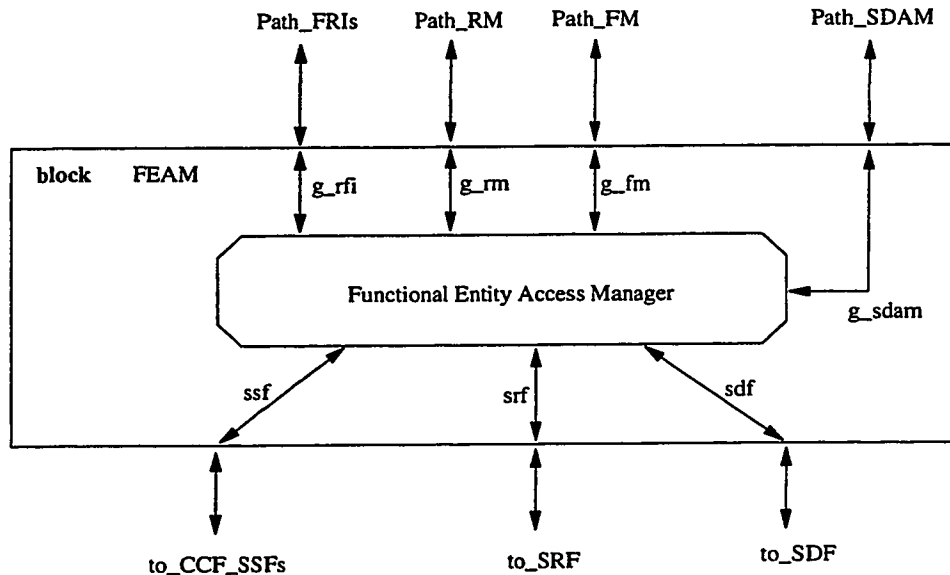 Path_FRIs Path_RM Path_FM Path_SDAM
block FEAM
g_rfi g_rm g_fm
Functional Entity Access Manager
g_sdam
ssf srf sdf
to_CCF_SSFs to_SRF to_SDF